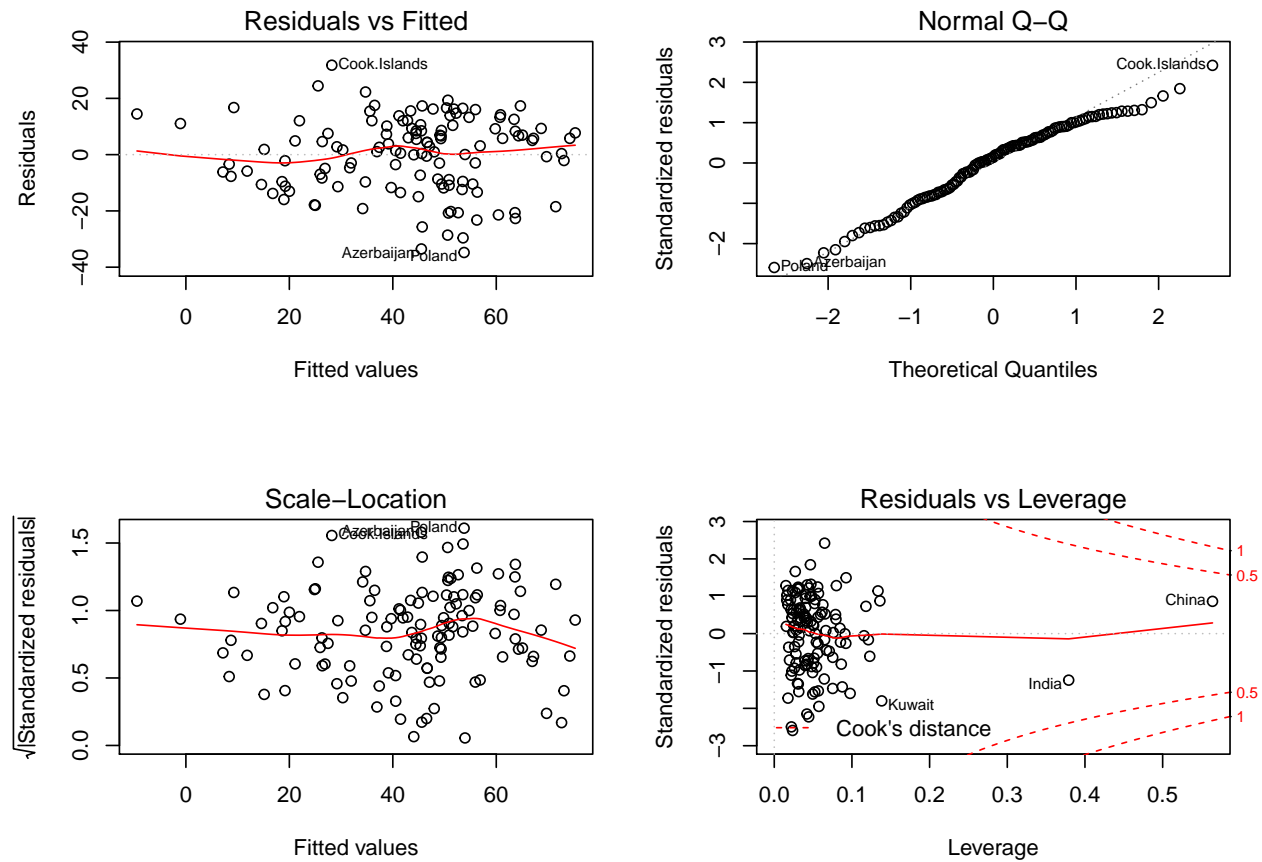 Residuals vs Fitted
40
20
0
−20
−40
Residuals
Cook.Islands
Azerbaijan
Poland
0 20 40 60
Fitted values
Normal Q−Q
3
2
1
0
−2
Standardized residuals
Cook.Islands
Poland
Azerbaijan
−2 −1 0 1 2
Theoretical Quantiles
Scale−Location
1.5
1.0
0.5
0.0
√|Standardized residuals|
Azerbaijan
Poland
Cook.Islands
0 20 40 60
Fitted values
Residuals vs Leverage
3
2
1
0
−1
−3
Standardized residuals
1
0.5
China
India
0.5
Kuwait
1
Cook's distance
0.0 0.1 0.2 0.3 0.4 0.5
Leverage